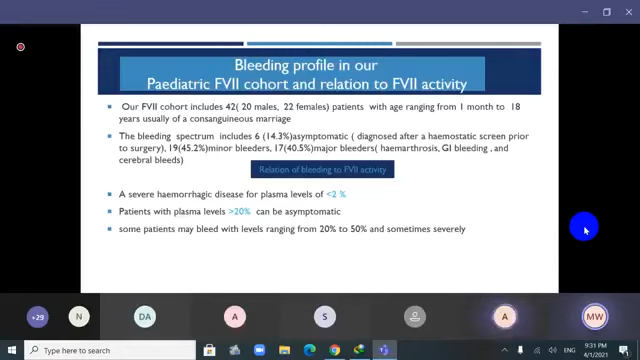 Bleeding profile in our
Paediatric FVII cohort and relation to FVII activity
Our FVII cohort includes 42( 20 males, 22 females) patients with age ranging from 1 month to 18
years usually of a consanguineous marriage
The bleeding spectrum includes 6 (14.3%)asymptomatic ( diagnosed after a haemostatic screen prior
to surgery), 19(45.2%)minor bleeders, 17(40.5%)major bleeders( haemarthrosis, GI bleeding , and
cerebral bleeds)
Relation of bleeding to FVII activity
A severe haemorrhagic disease for plasma levels of <2 %
Patients with plasma levels >20% can be asymptomatic
some patients may bleed with levels ranging from 20% to 50% and sometimes severely
+29
N
DA
A
S
A
MW
Type here to search
ENG
9:31 PM
4/1/2021